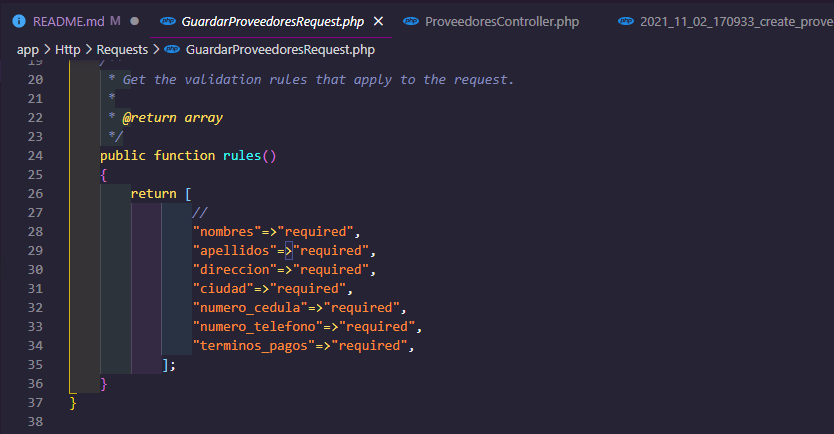 README.md M
GuardarProveedoresRequest.php
ProveedoresController.php
2021_11_02_170933_create_prove
app > Http > Requests > GuardarProveedoresRequest.php
19 /**
20 * Get the validation rules that apply to the request.
21 *
22 * @return array
23 */
24 public function rules()
25 {
26 return [
27 //
28 "nombres"=>"required",
29 "apellidos"=>"required",
30 "direccion"=>"required",
31 "ciudad"=>"required",
32 "numero_cedula"=>"required",
33 "numero_telefono"=>"required",
34 "terminos_pagos"=>"required",
35 ];
36 }
37 }
38